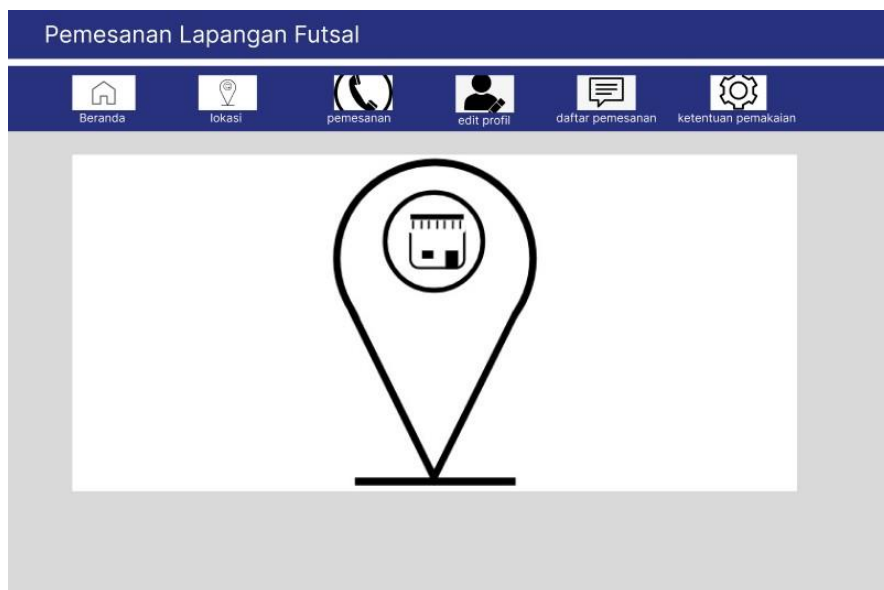 Pemesanan Lapangan Futsal
Beranda
lokasi
pemesanan
edit profil
daftar pemesanan
ketentuan pemakaian